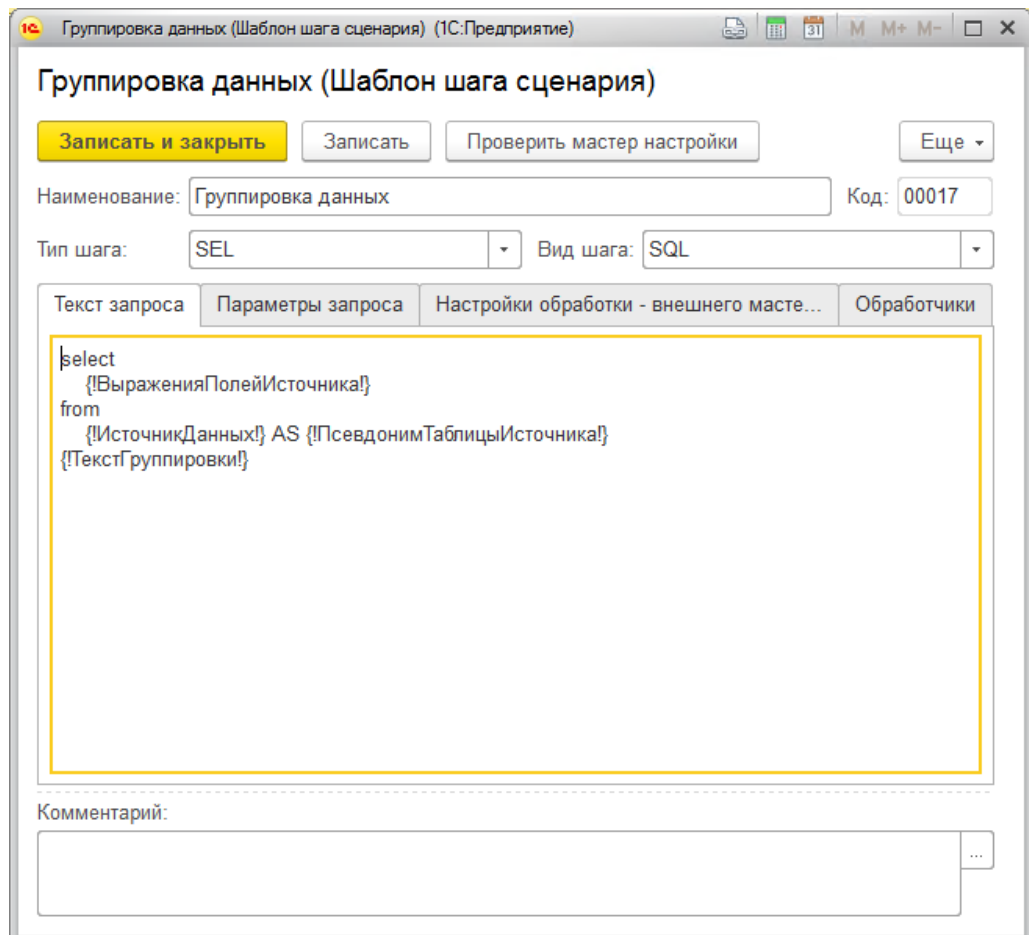 Группировка данных (Шаблон шага сценария) (1С:Предприятие) 31 M M+ M-
Группировка данных (Шаблон шага сценария)
Записать и закрыть Записать Проверить мастер настройки Еще
Наименование: Группировка данных Код: 00017
Тип шага: SEL Вид шага: SQL
Текст запроса Параметры запроса Настройки обработки - внешнего масте... Обработчики
select
{!ВыраженияПолейИсточника!}
from
{!ИсточникДанных!} AS {!ПсевдонимТаблицыИсточника!}
{!ТекстГруппировки!}
Комментарий:
...